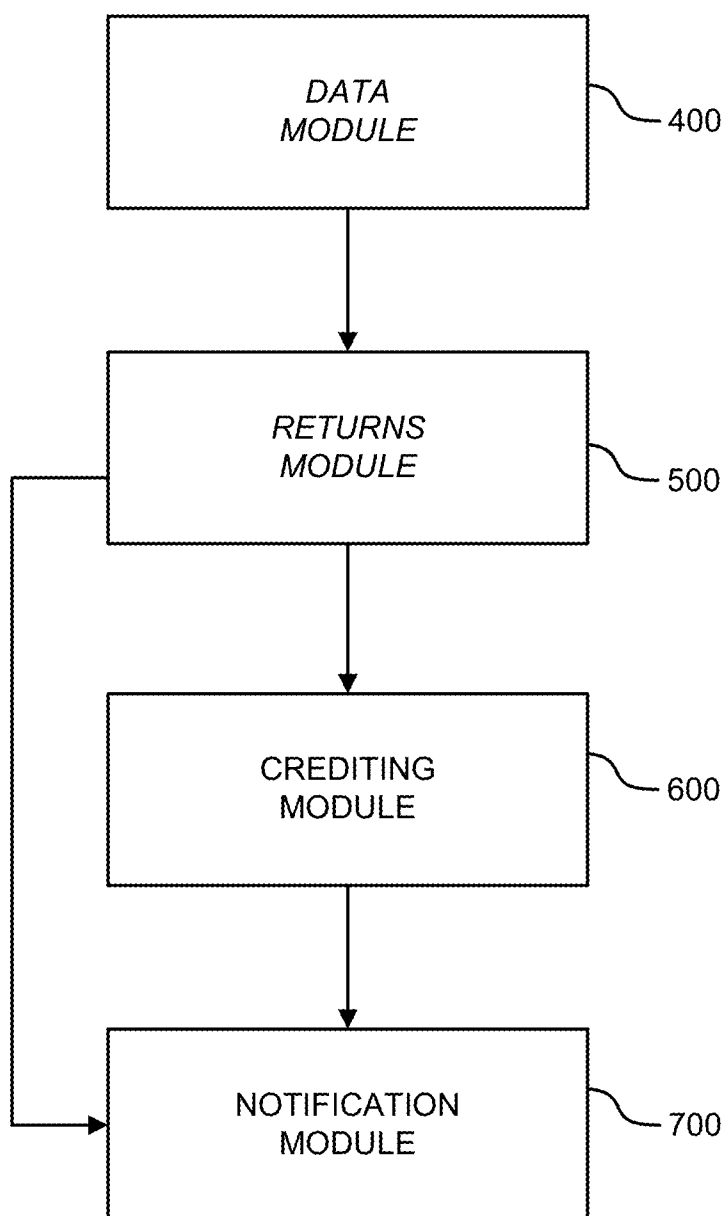 DATA
MODULE
400
RETURNS
MODULE
500
CREDITING
MODULE
600
NOTIFICATION
MODULE
700